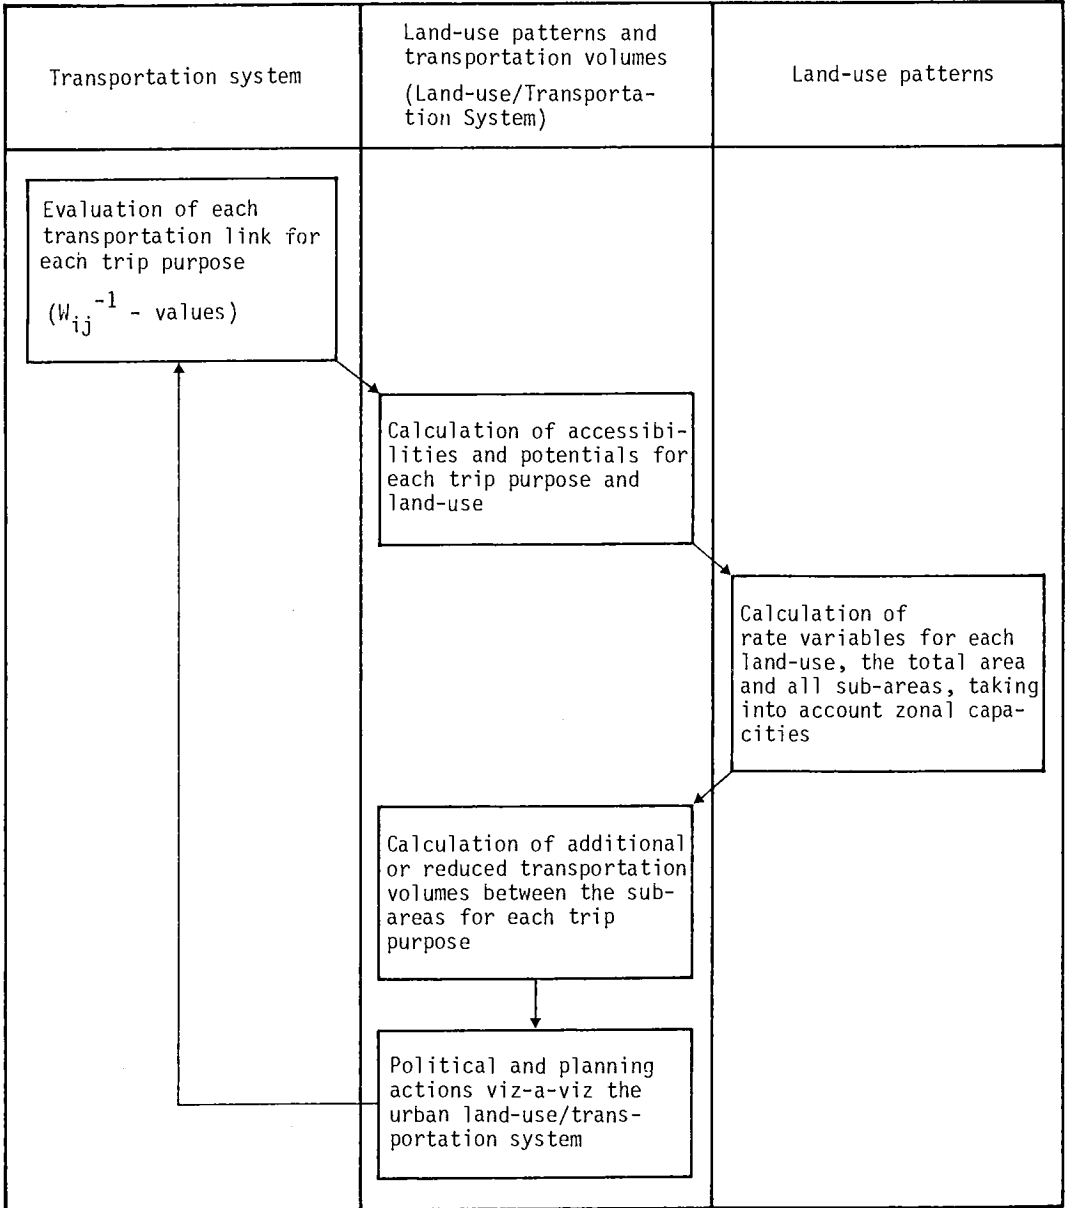 Transportation system
Land-use patterns and
transportation volumes
(Land-use/Transporta-
tion System)
Land-use patterns
Evaluation of each
transportation link for
each trip purpose
(W_ij^-1 - values)
Calculation of accessibi-
lities and potentials for
each trip purpose and
land-use
Calculation of
rate variables for each
land-use, the total area
and all sub-areas, taking
into account zonal capa-
cities
Calculation of additional
or reduced transportation
volumes between the sub-
areas for each trip
purpose
Political and planning
actions viz-a-viz the
urban land-use/trans-
portation system